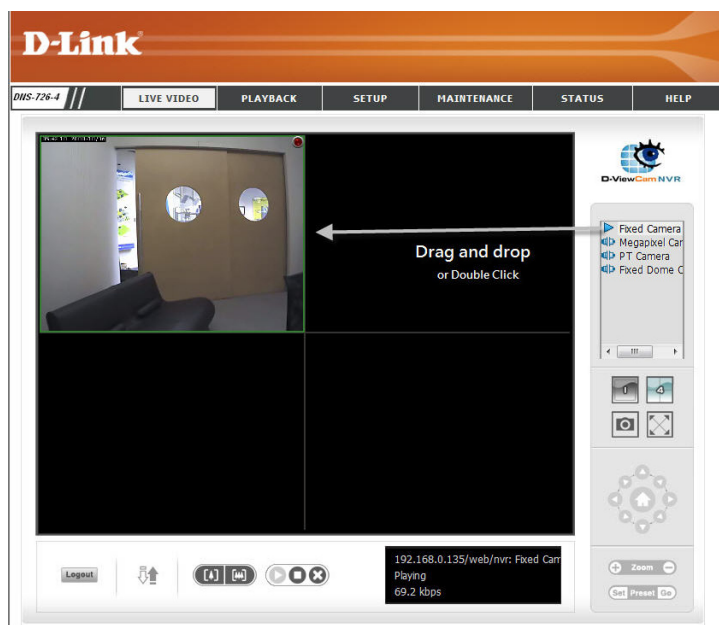 D-Link
DNS-726-4
LIVE VIDEO
PLAYBACK
SETUP
MAINTENANCE
STATUS
HELP
D-ViewCam NVR
Fixed Camera
Megapixel Car
PT Camera
Fixed Dome C
Drag and drop
or Double Click
1
4
Logout
192.168.0.135/web/nvr: Fixed Cam
Playing
69.2 kbps
Zoom
Set Preset Go